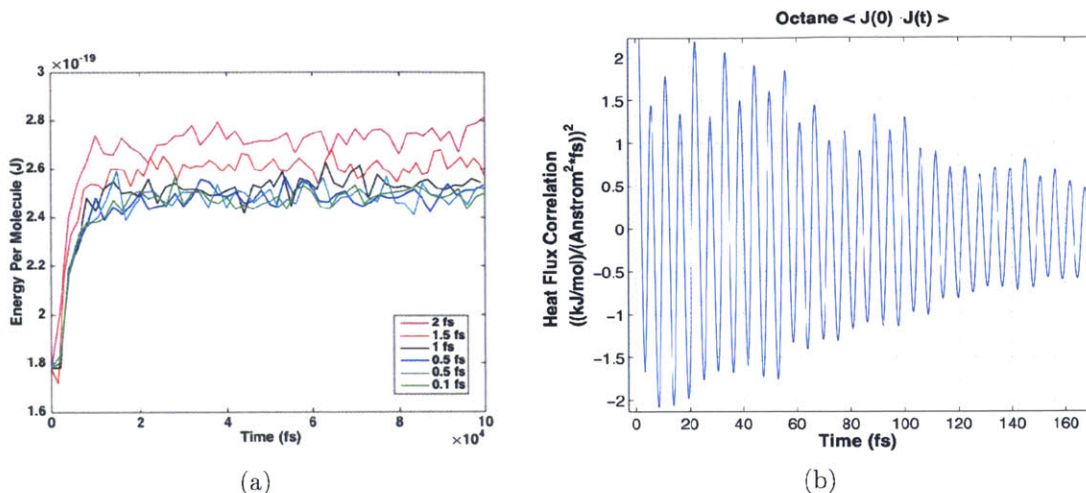 ×10⁻¹⁹
3
2.8
2.6
2.4
2.2
2
1.8
1.6
Energy Per Molecule (J)
2 fs
1.5 fs
1 fs
0.5 fs
0.5 fs
0.1 fs
0 2 4 6 8 10
×10⁴
Time (fs)
(a)
Octane < J(0) ·J(t) >
2
1.5
1
0.5
0
−0.5
−1
−1.5
−2
Heat Flux Correlation
((kJ/mol)/(Anstrom²*fs))²
0 20 40 60 80 100 120 140 160
Time (fs)
(b)